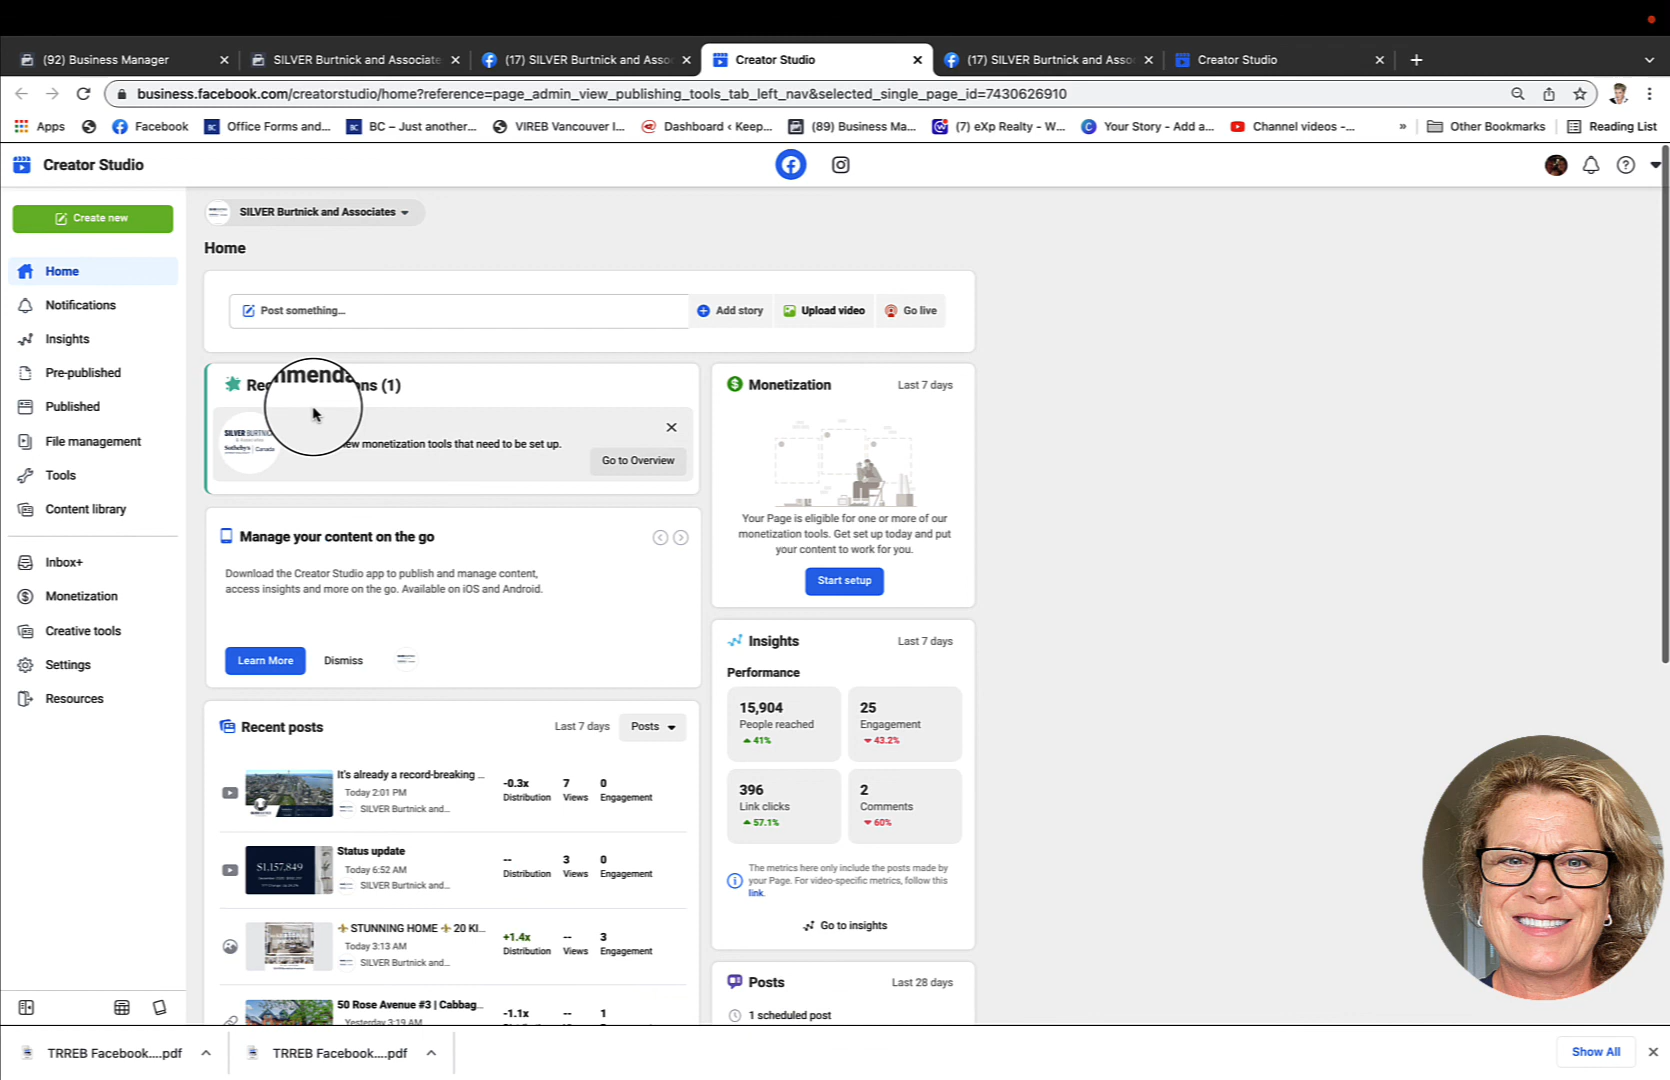 (92) Business Manager
SILVER Burtnick and Associate
(17) SILVER Burtnick and Asso
Creator Studio
(17) SILVER Burtnick and Asso
Creator Studio
business.facebook.com/creatorstudio/home?reference=page_admin_view_publishing_tools_tab_left_nav&selected_single_page_id=7430626910
Apps
Facebook
Office Forms and...
BC – Just another...
VIREB Vancouver I...
Dashboard ‹ Keep...
(89) Business Ma...
(7) eXp Realty - W...
Your Story - Add a...
Channel videos -...
»
Other Bookmarks
Reading List
Creator Studio
Create new
Home
Notifications
Insights
Pre-published
Published
File management
Tools
Content library
Inbox+
Monetization
Creative tools
Settings
Resources
SILVER Burtnick and Associates
Home
Post something...
Add story
Upload video
Go live
Re mmenda ns (1)
SILVER BURTNICK
Sotheby's Canada
ew monetization tools that need to be set up.
Go to Overview
Manage your content on the go
Download the Creator Studio app to publish and manage content,
access insights and more on the go. Available on iOS and Android.
Learn More
Dismiss
Recent posts
Last 7 days
Posts
It's already a record-breaking ...
Today 2:01 PM
SILVER Burtnick and...
-0.3x
Distribution
7
Views
0
Engagement
$1,157,849
Status update
Today 6:52 AM
SILVER Burtnick and...
--
Distribution
3
Views
0
Engagement
STUNNING HOME 20 KI...
Today 3:13 AM
SILVER Burtnick and...
+1.4x
Distribution
--
Views
3
Engagement
50 Rose Avenue #3 | Cabbag...
Yesterday 3:19 AM
-1.1x
--
1
Monetization
Last 7 days
Your Page is eligible for one or more of our
monetization tools. Get set up today and put
your content to work for you.
Start setup
Insights
Last 7 days
Performance
15,904
People reached
41%
25
Engagement
43.2%
396
Link clicks
57.1%
2
Comments
60%
The metrics here only include the posts made by
your Page. For video-specific metrics, follow this
link.
Go to insights
Posts
Last 28 days
1 scheduled post
TRREB Facebook....pdf
TRREB Facebook....pdf
Show All